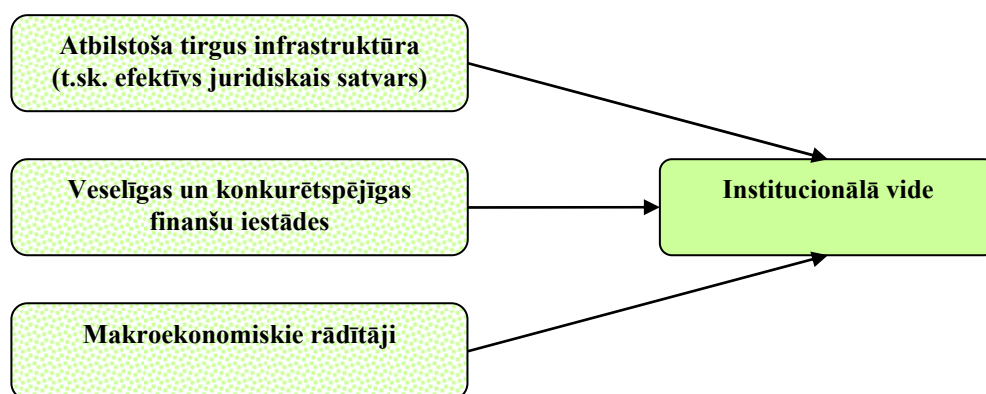 Atbilstoša tirgus infrastruktūra
(t.sk. efektīvs juridiskais satvars)
Veselīgas un konkurētspējīgas
finanšu iestādes
Institucionālā vide
Makroekonomiskie rādītāji